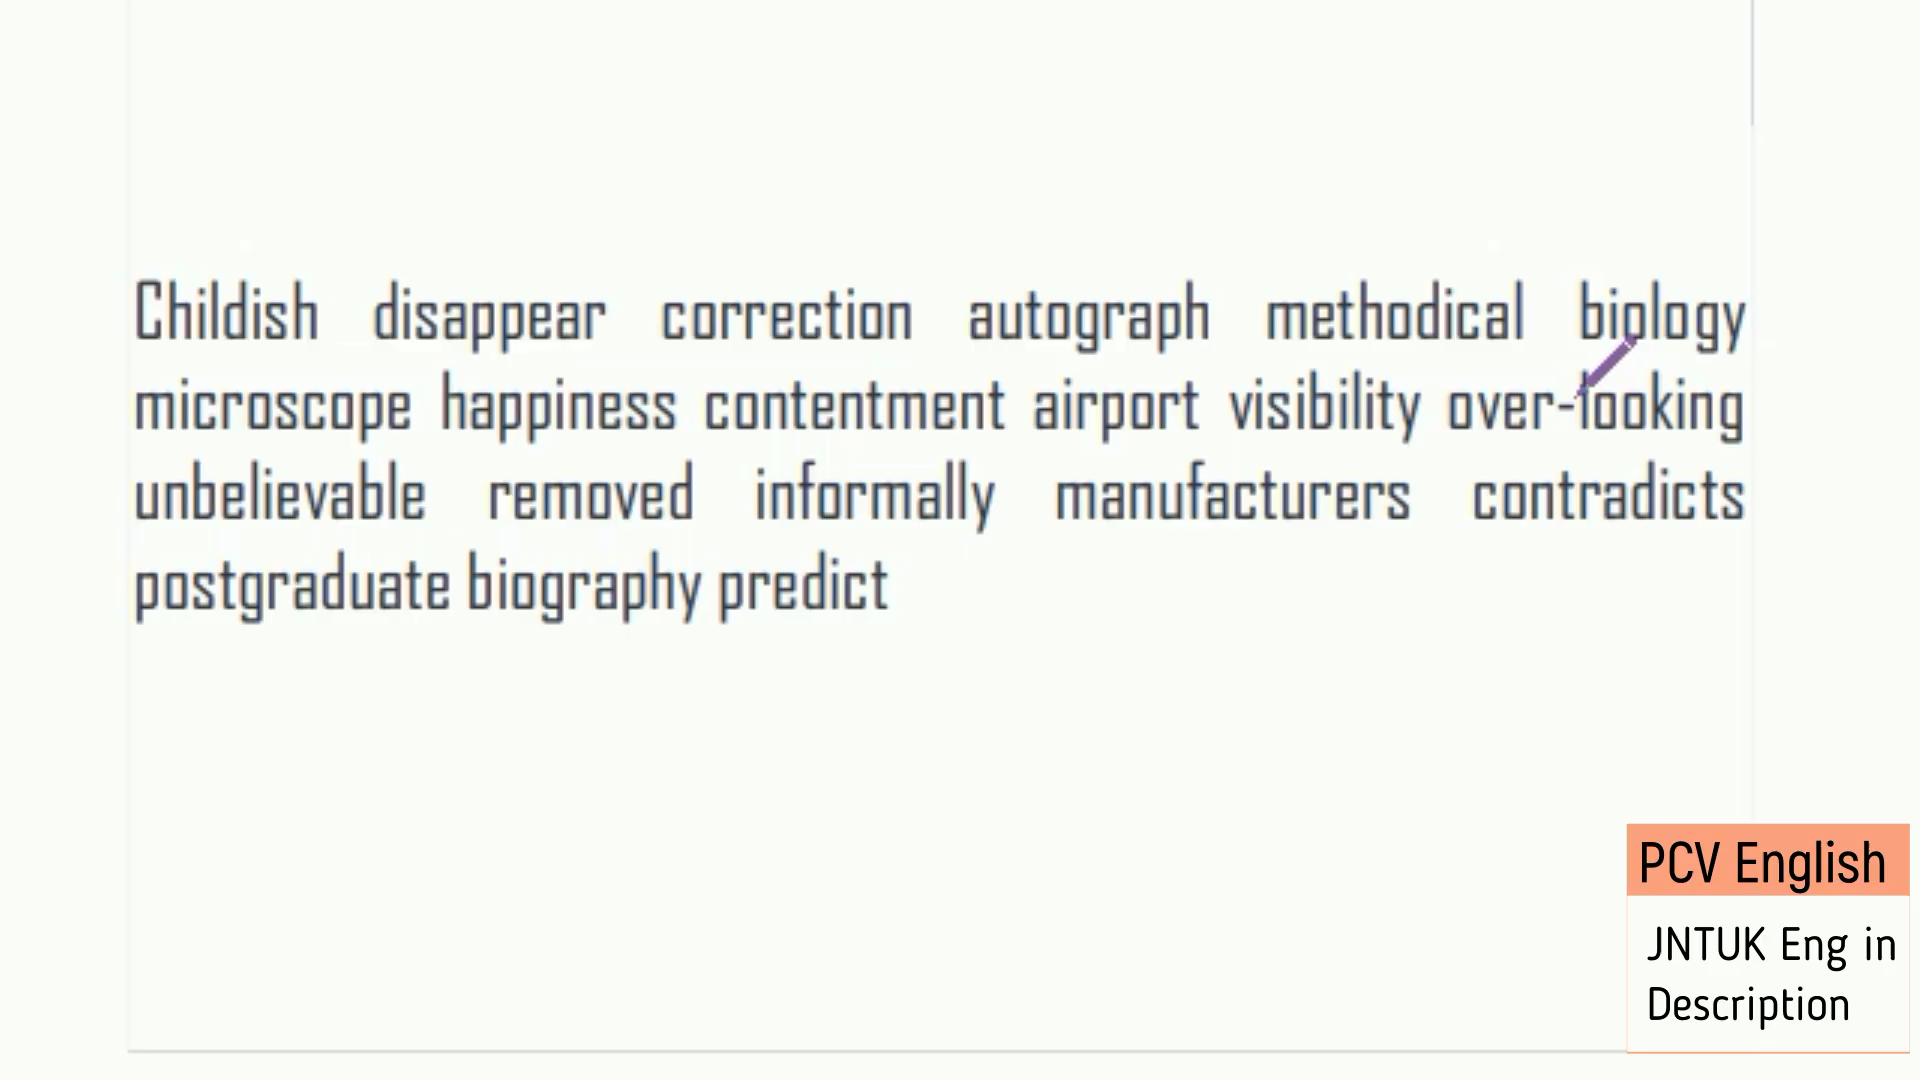 Childish disappear correction autograph methodical biology
microscope happiness contentment airport visibility over-looking
unbelievable removed informally manufacturers contradicts
postgraduate biography predict
PCV English
JNTUK Eng in
Description